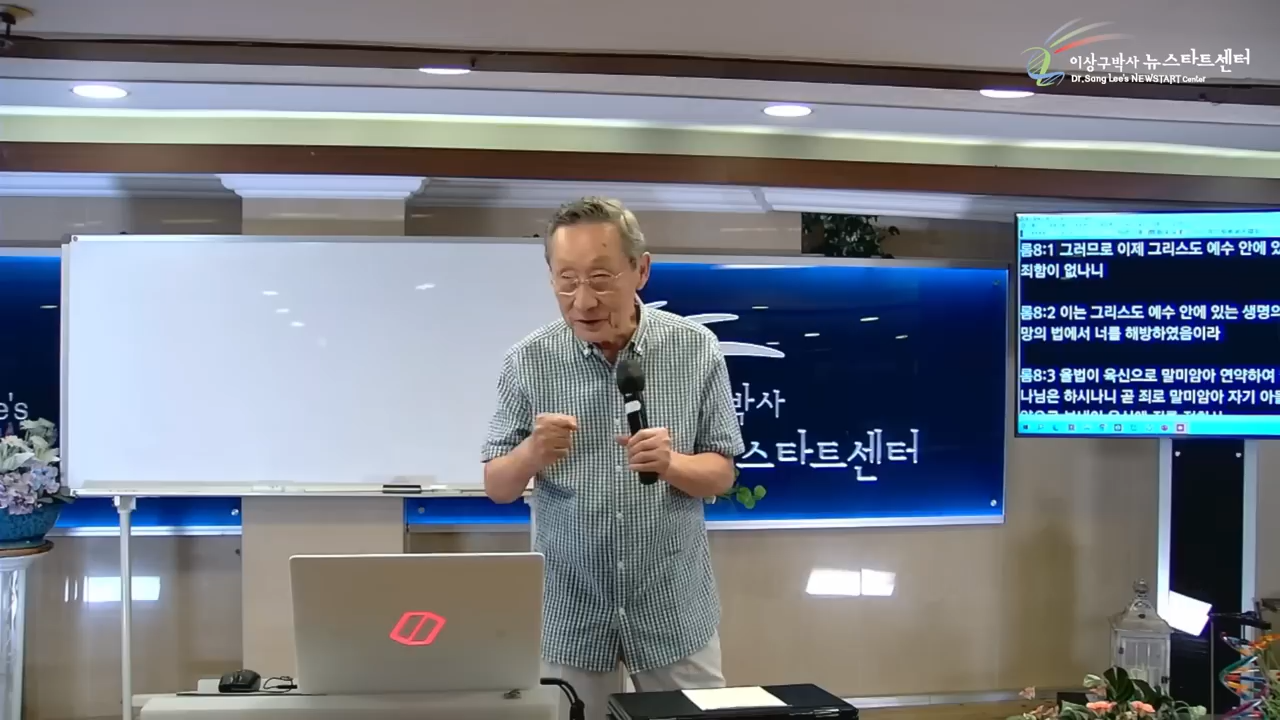 이상구박사 뉴스타트센터
Dr.Sang Lee's NEWSTART Center
롬8:1 그러므로 이제 그리스도 예수 안에 있
죄함이 없나니
롬8:2 이는 그리스도 예수 안에 있는 생명의
망의 법에서 너를 해방하였음이라
롬8:3 율법이 육신으로 말미암아 연약하여
나님은 하시나니 곧 죄로 말미암아 자기 아들
e's
박사
스타트센터